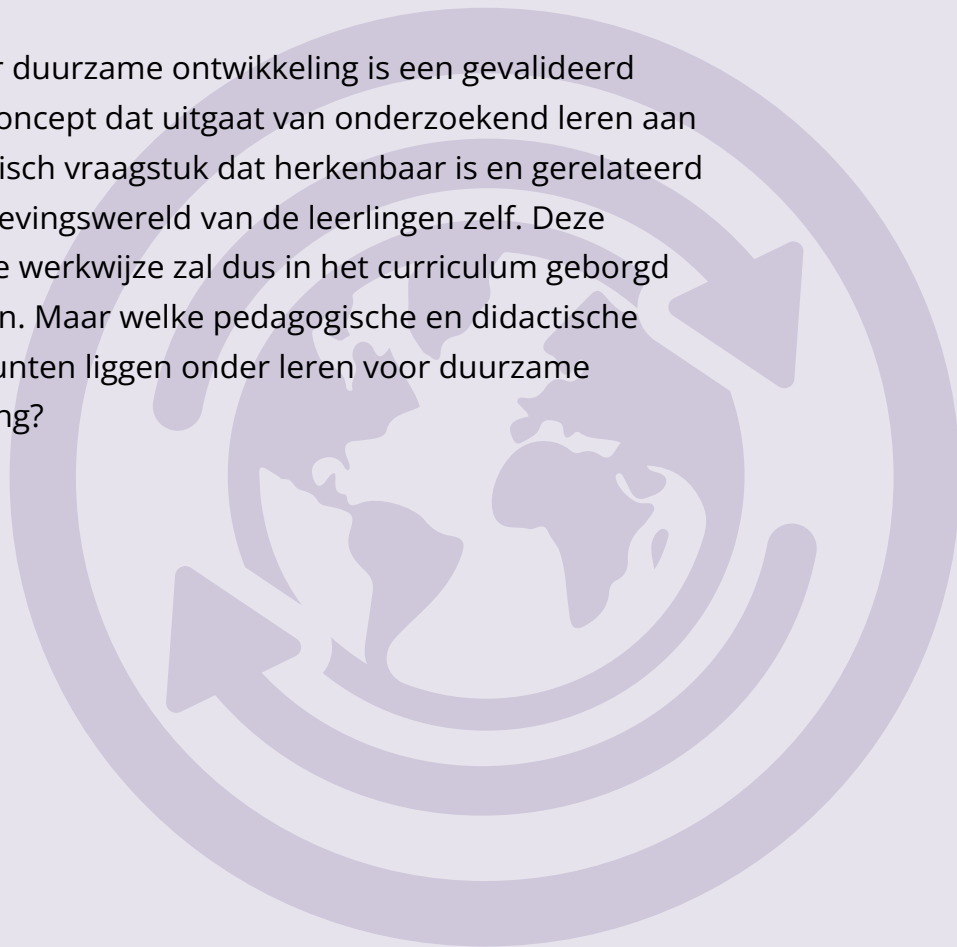 r duurzame ontwikkeling is een gevalideerd
oncept dat uitgaat van onderzoekend leren aan
isch vraagstuk dat herkenbaar is en gerelateerd
evingswereld van de leerlingen zelf. Deze
e werkwijze zal dus in het curriculum geborgd
n. Maar welke pedagogische en didactische
unten liggen onder leren voor duurzame
ng?